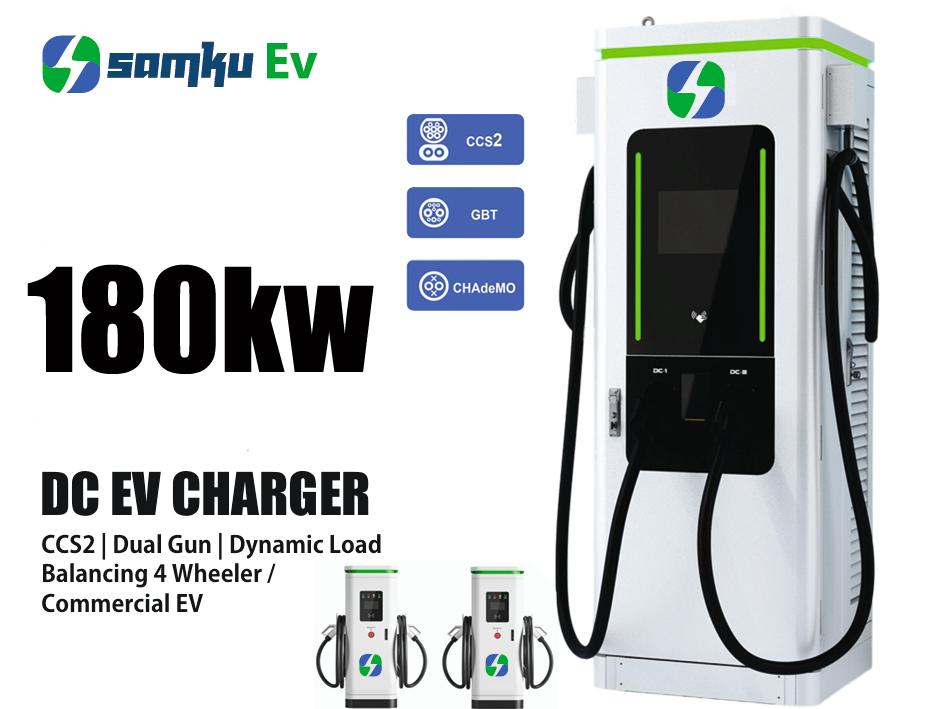 samku Ev
CCS2
GBT
CHAdeMO
180kw
DC-1
DC-II
DC EV CHARGER
CCS2 | Dual Gun | Dynamic Load
Balancing 4 Wheeler /
Commercial EV